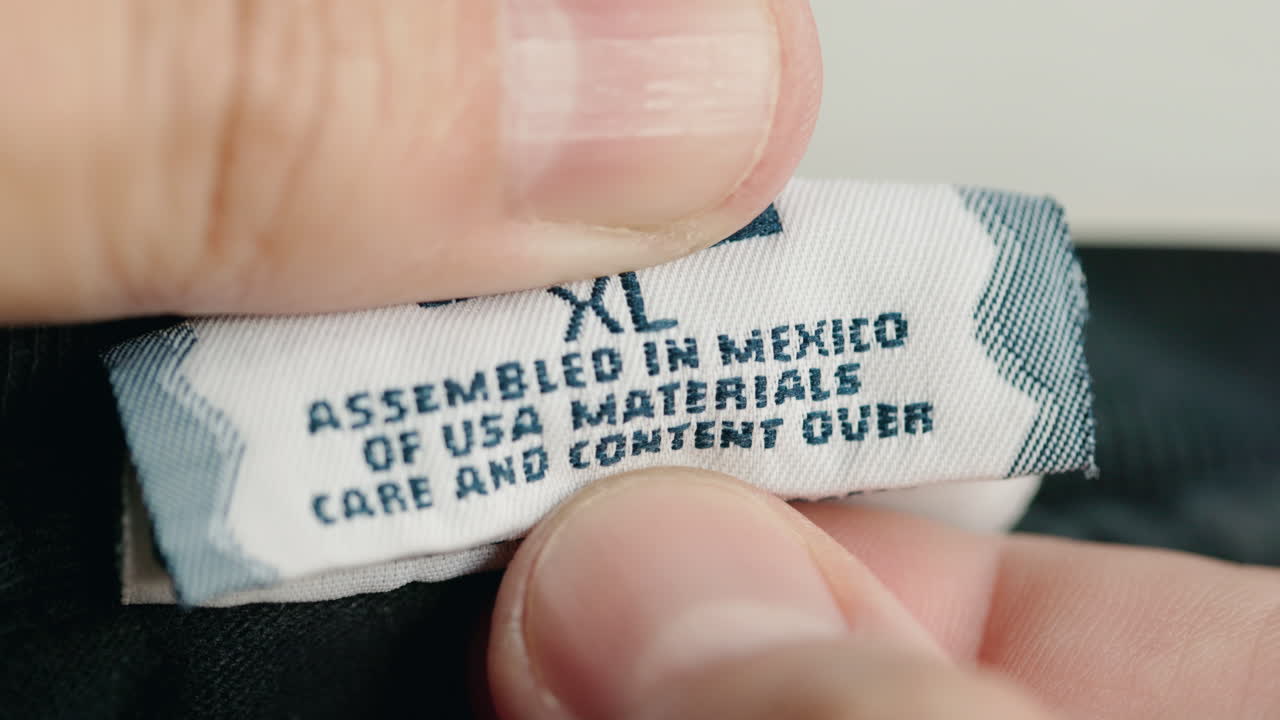 XL
ASSEMBLED IN MEXICO
OF USA MATERIALS
CARE AND CONTENT OVER